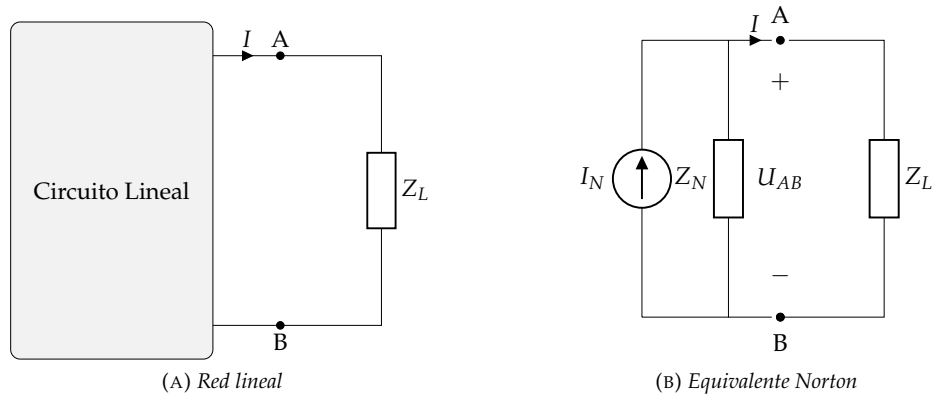 I
A
Circuito Lineal
Z_L
B
(A) Red lineal
I
A
+
I_N
Z_N
U_AB
Z_L
−
B
(B) Equivalente Norton